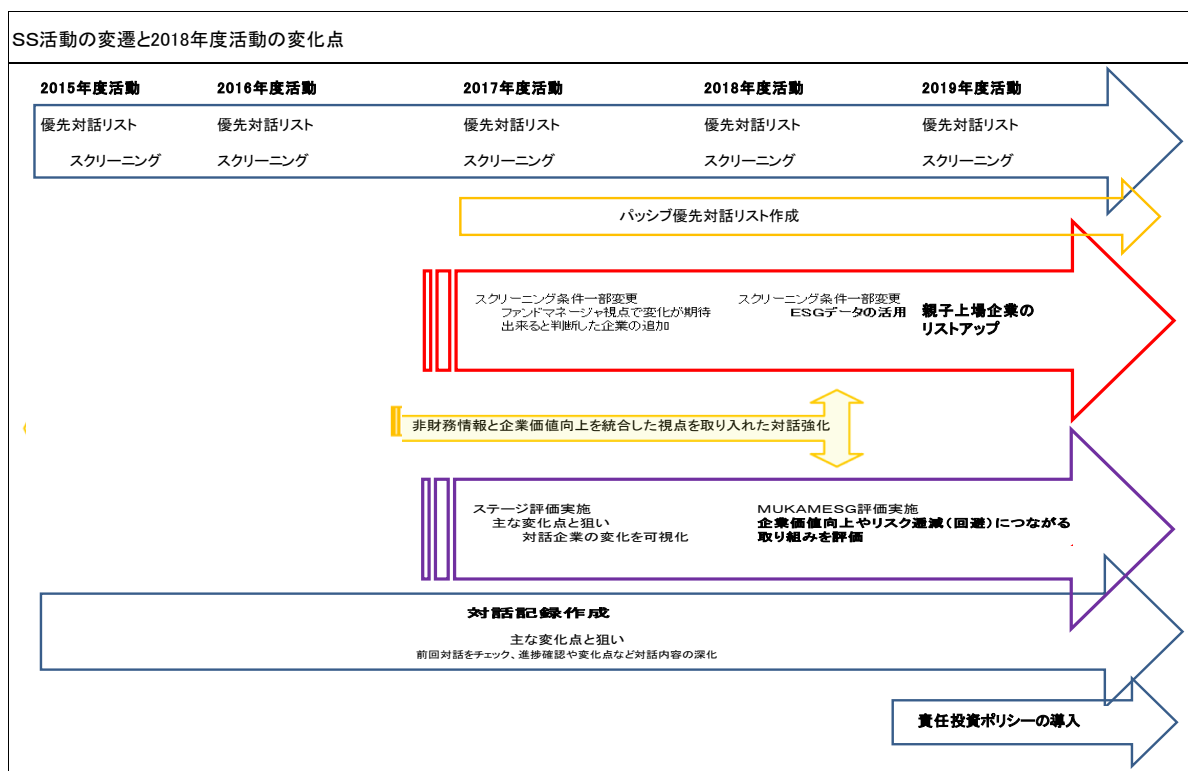 SS活動の変遷と2018年度活動の変化点
2015年度活動 2016年度活動 2017年度活動 2018年度活動 2019年度活動
優先対話リスト 優先対話リスト 優先対話リスト 優先対話リスト 優先対話リスト
スクリーニング スクリーニング スクリーニング スクリーニング スクリーニング
パッシブ優先対話リスト作成
スクリーニング条件一部変更
ファンドマネージャ視点で変化が期待
出来ると判断した企業の追加
スクリーニング条件一部変更
ESGデータの活用
親子上場企業の
リストアップ
非財務情報と企業価値向上を統合した視点を取り入れた対話強化
ステージ評価実施
主な変化点と狙い
対話企業の変化を可視化
MUKAMESG評価実施
企業価値向上やリスク逓減(回避)につながる
取り組みを評価
対話記録作成
主な変化点と狙い
前回対話をチェック、進捗確認や変化点など対話内容の深化
責任投資ポリシーの導入